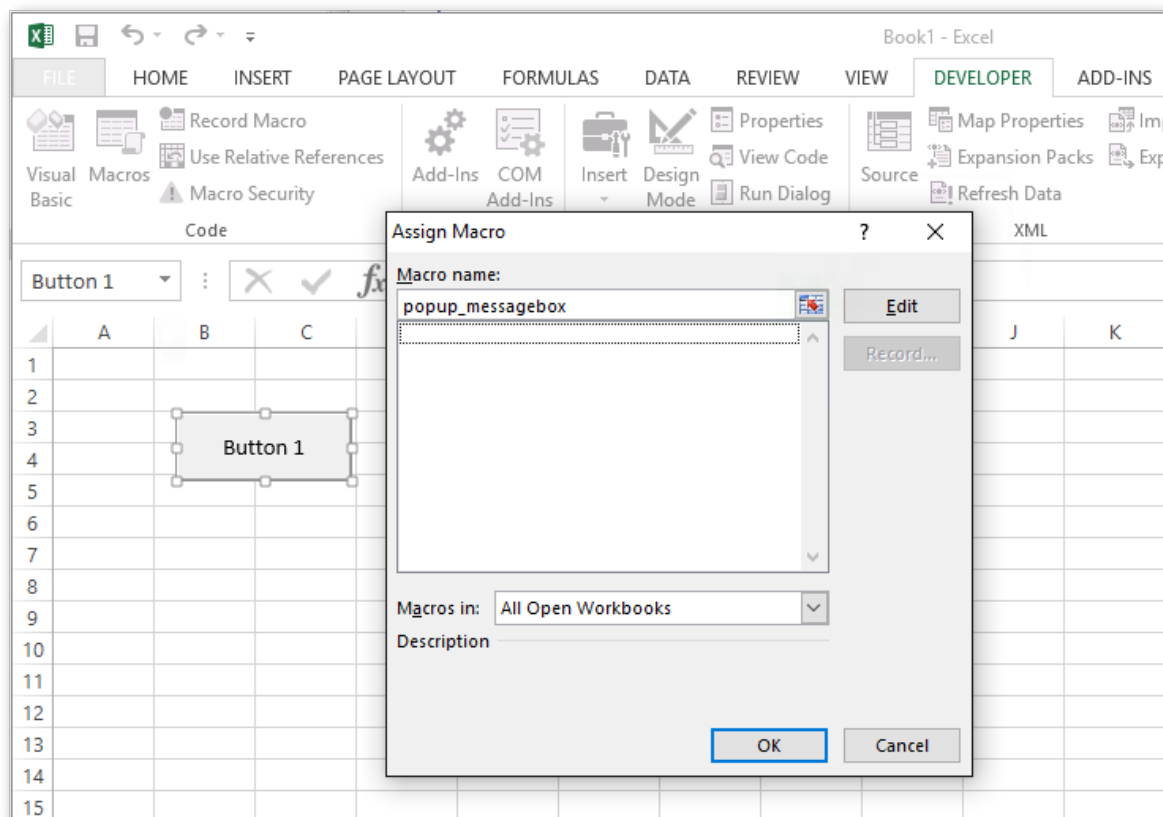 Book1 - Excel
FILE HOME INSERT PAGE LAYOUT FORMULAS DATA REVIEW VIEW DEVELOPER ADD-INS
Visual Basic
Macros
Record Macro
Use Relative References
Macro Security
Code
Add-Ins
COM Add-Ins
Insert
Design Mode
Properties
View Code
Run Dialog
Source
Map Properties
Expansion Packs
Refresh Data
XML
Button 1
fx
A B C J K
1
2
3
4
5
6
7
8
9
10
11
12
13
14
15
Button 1
Assign Macro ? 
Macro name:
popup_messagebox
Edit
Record...
Macros in: All Open Workbooks
Description
OK Cancel